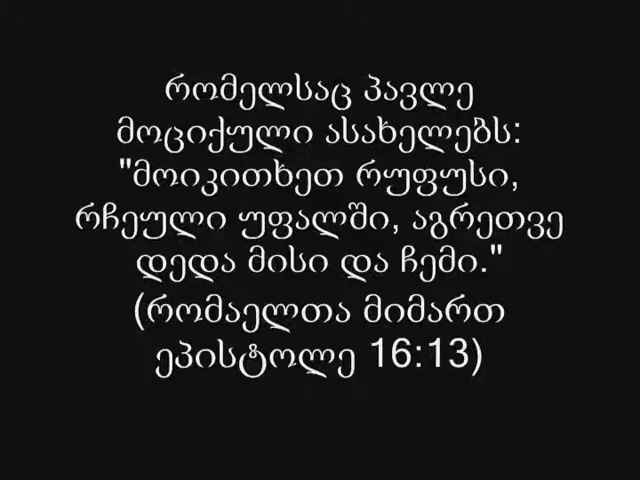 რომელსაც პავლე
მოციქული ასახელებს:
"მოიკითხეთ რუფუსი,
რჩეული უფალში, აგრეთვე
დედა მისი და ჩემი."
(რომაელთა მიმართ
ეპისტოლე 16:13)